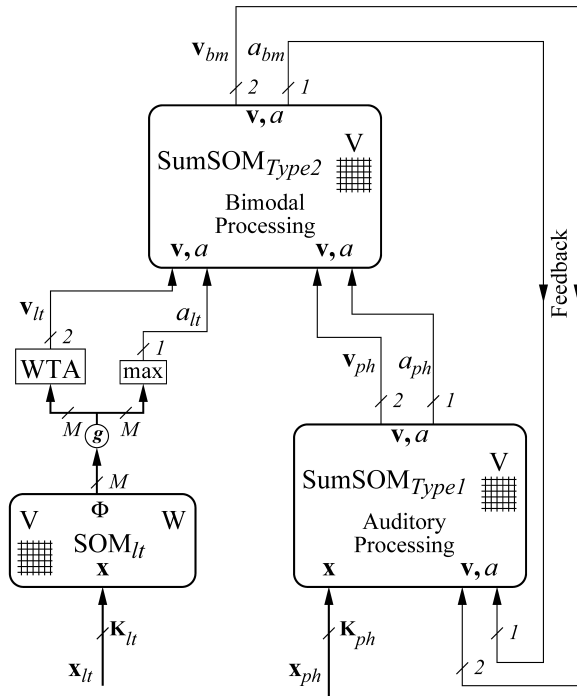 v_bm a_bm
2 1
v, a
SumSOM_Type2 V
Bimodal
Processing
v, a v, a
Feedback
v_lt a_lt
2 1
WTA max
M M
g
M
v_ph a_ph
2 1
v, a
SumSOM_Type1 V
Auditory
Processing
x v, a
Φ
V W
SOM_lt
x
K_lt K_ph 1
x_lt x_ph 2